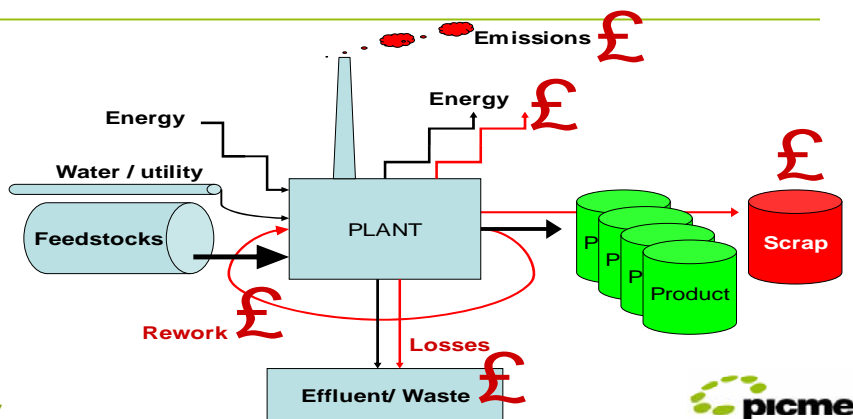 Emissions £
Energy £
Energy
£
Water / utility
PLANT
Feedstocks
P
P
P
Product
Scrap
Rework £
Losses
Effluent/ Waste £
picme